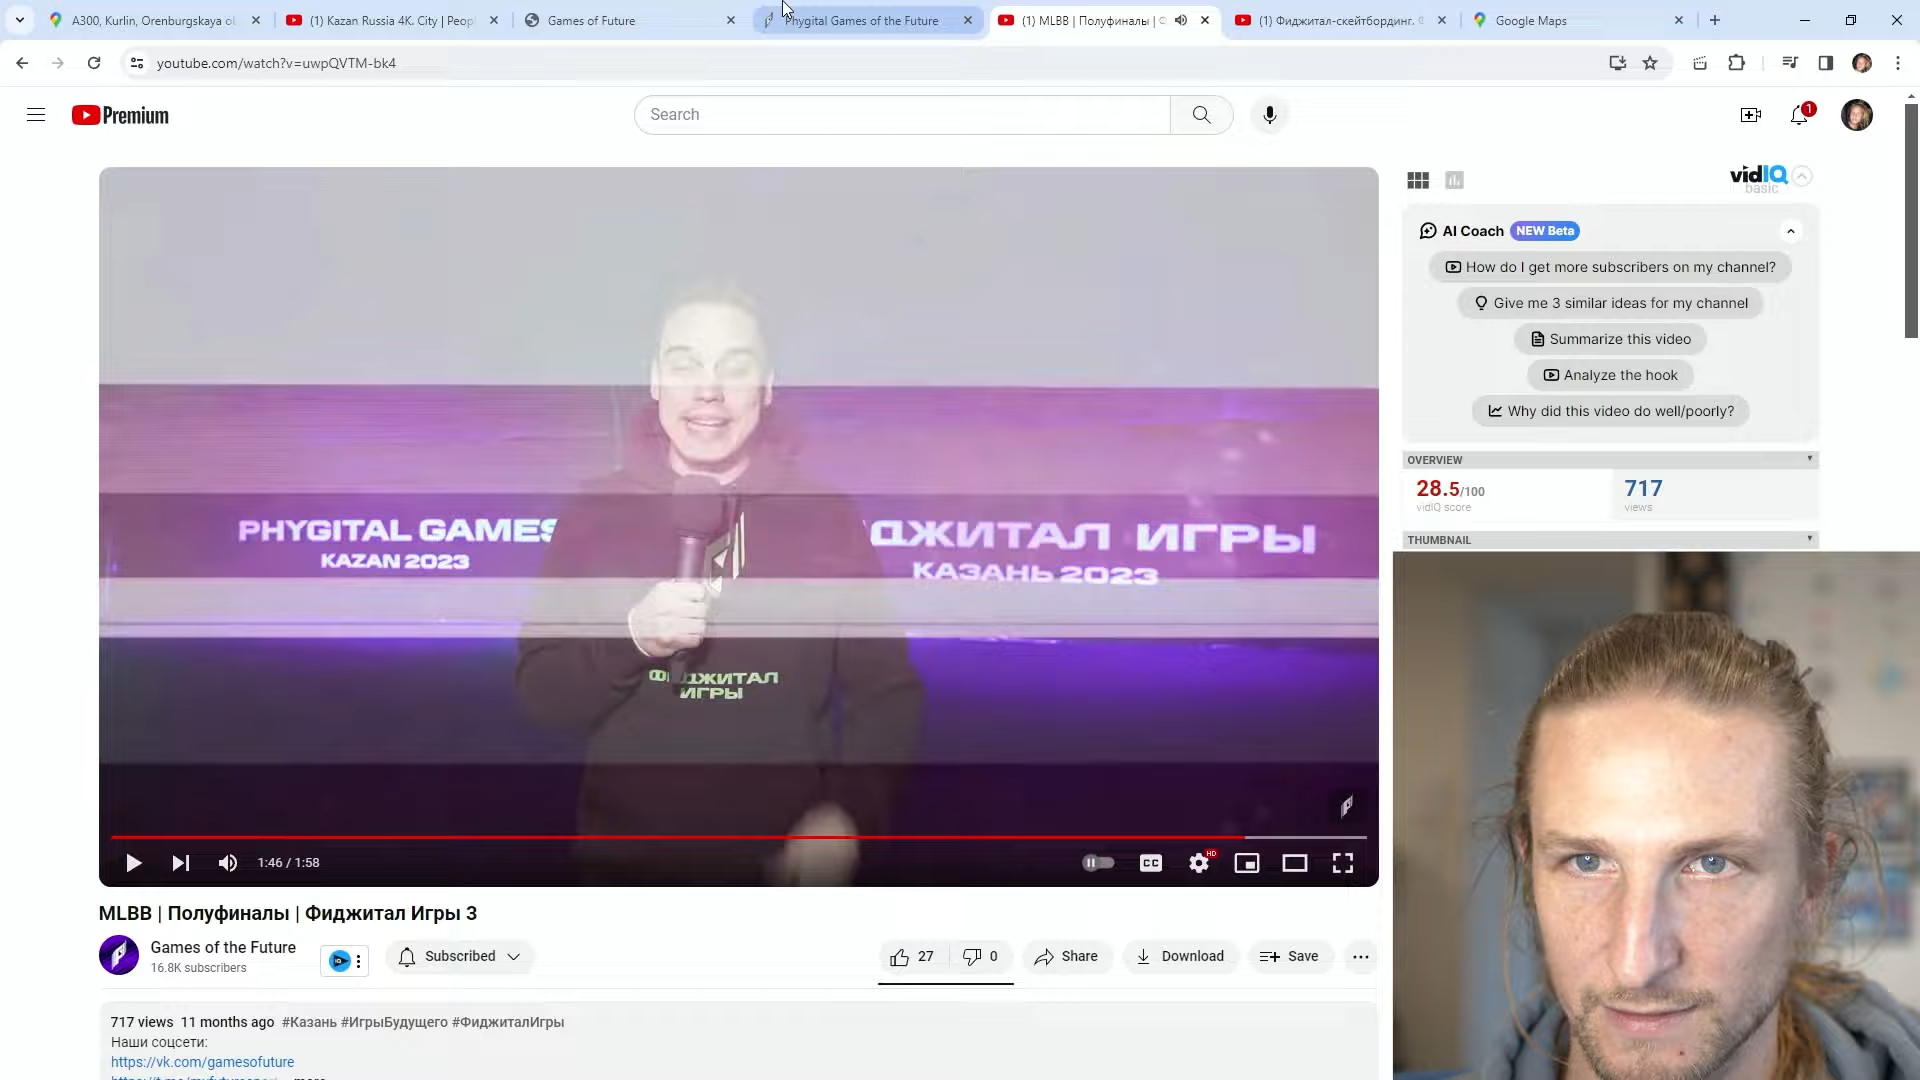 A300, Kurlin, Orenburgskaya ob
(1) Kazan Russia 4K. City | Peopl
Games of Future
Phygital Games of the Future
(1) MLBB | Полуфиналы |
(1) Фиджитал-скейтбординг.
Google Maps
youtube.com/watch?v=uwpQVTM-bk4
Premium
Search
1
vidIQ
basic
AI Coach NEW Beta
How do I get more subscribers on my channel?
Give me 3 similar ideas for my channel
Summarize this video
Analyze the hook
Why did this video do well/poorly?
OVERVIEW
28.5/100
vidIQ score
717
views
THUMBNAIL
PHYGITAL GAMES
KAZAN 2023
ДЖИТАЛ ИГРЫ
КАЗАНЬ 2023
ФИДЖИТАЛ
ИГРЫ
1:46 / 1:58
CC
HD
MLBB | Полуфиналы | Фиджитал Игры 3
Games of the Future
16.8K subscribers
Subscribed
27
0
Share
Download
Save
717 views 11 months ago #Казань #ИгрыБудущего #ФиджиталИгры
Наши соцсети:
https://vk.com/gamesofuture